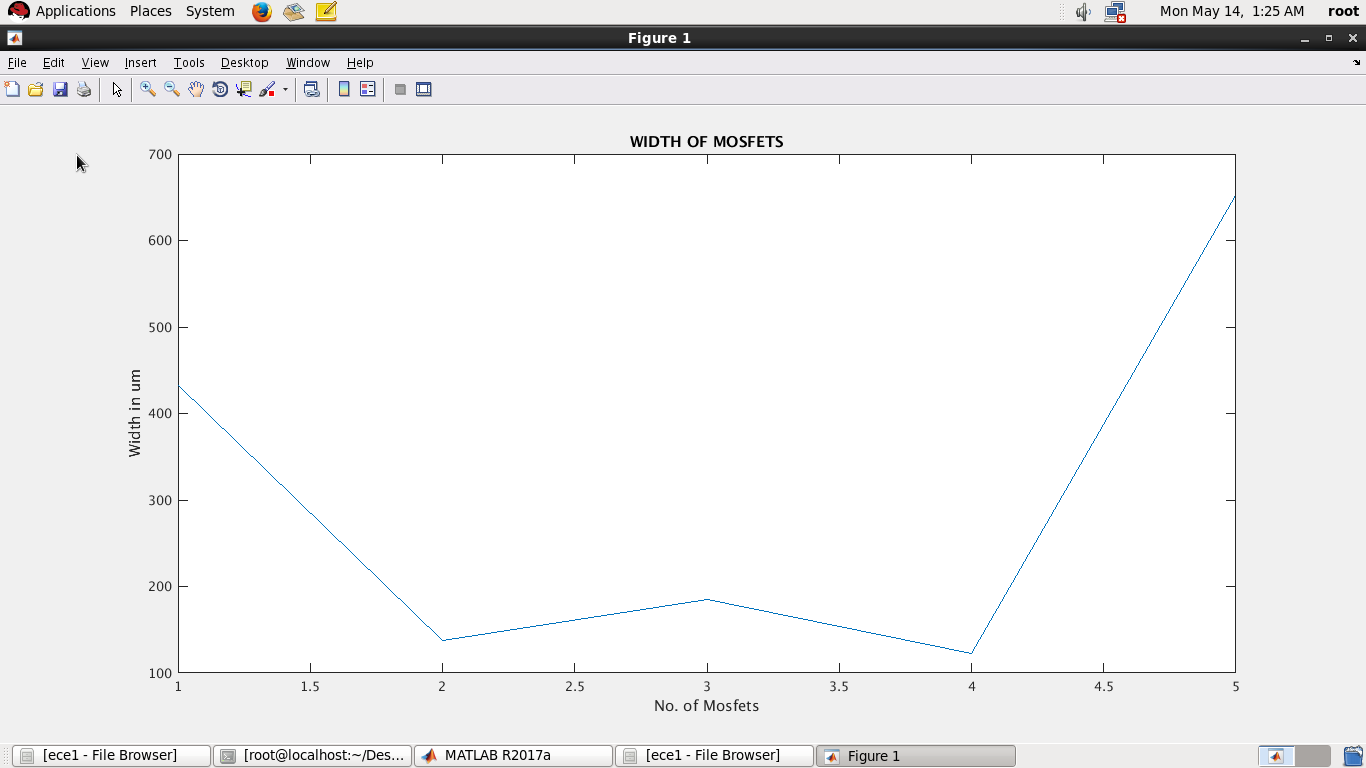 Applications Places System Mon May 14, 1:25 AM root
Figure 1
File Edit View Insert Tools Desktop Window Help
WIDTH OF MOSFETS
700
600
500
400
300
200
100
Width in um
1 1.5 2 2.5 3 3.5 4 4.5 5
No. of Mosfets
[ece1 - File Browser] [root@localhost:~/Des... MATLAB R2017a [ece1 - File Browser] Figure 1